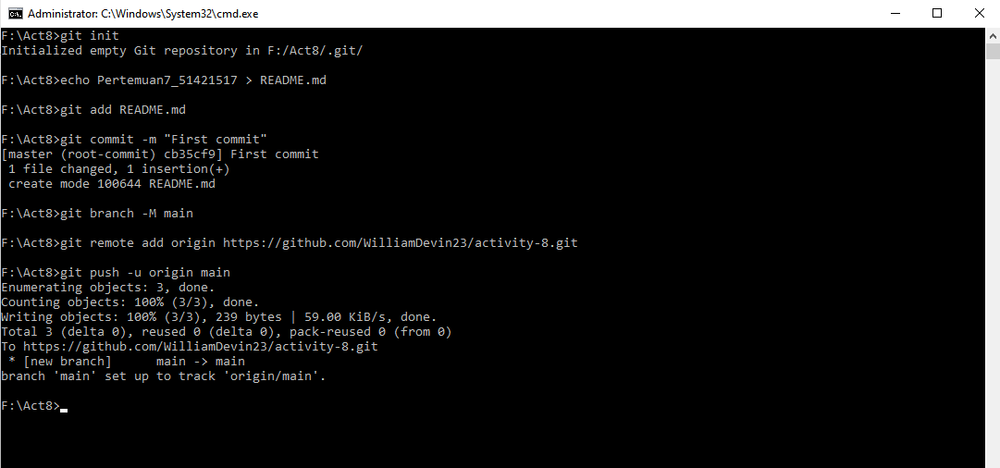 Administrator: C:\Windows\System32\cmd.exe
F:\Act8>git init
Initialized empty Git repository in F:/Act8/.git/
F:\Act8>echo Pertemuan7_51421517 > README.md
F:\Act8>git add README.md
F:\Act8>git commit -m "First commit"
[master (root-commit) cb35cf9] First commit
 1 file changed, 1 insertion(+)
 create mode 100644 README.md
F:\Act8>git branch -M main
F:\Act8>git remote add origin https://github.com/WilliamDevin23/activity-8.git
F:\Act8>git push -u origin main
Enumerating objects: 3, done.
Counting objects: 100% (3/3), done.
Writing objects: 100% (3/3), 239 bytes | 59.00 KiB/s, done.
Total 3 (delta 0), reused 0 (delta 0), pack-reused 0 (from 0)
To https://github.com/WilliamDevin23/activity-8.git
 * [new branch]      main -> main
branch 'main' set up to track 'origin/main'.
F:\Act8>